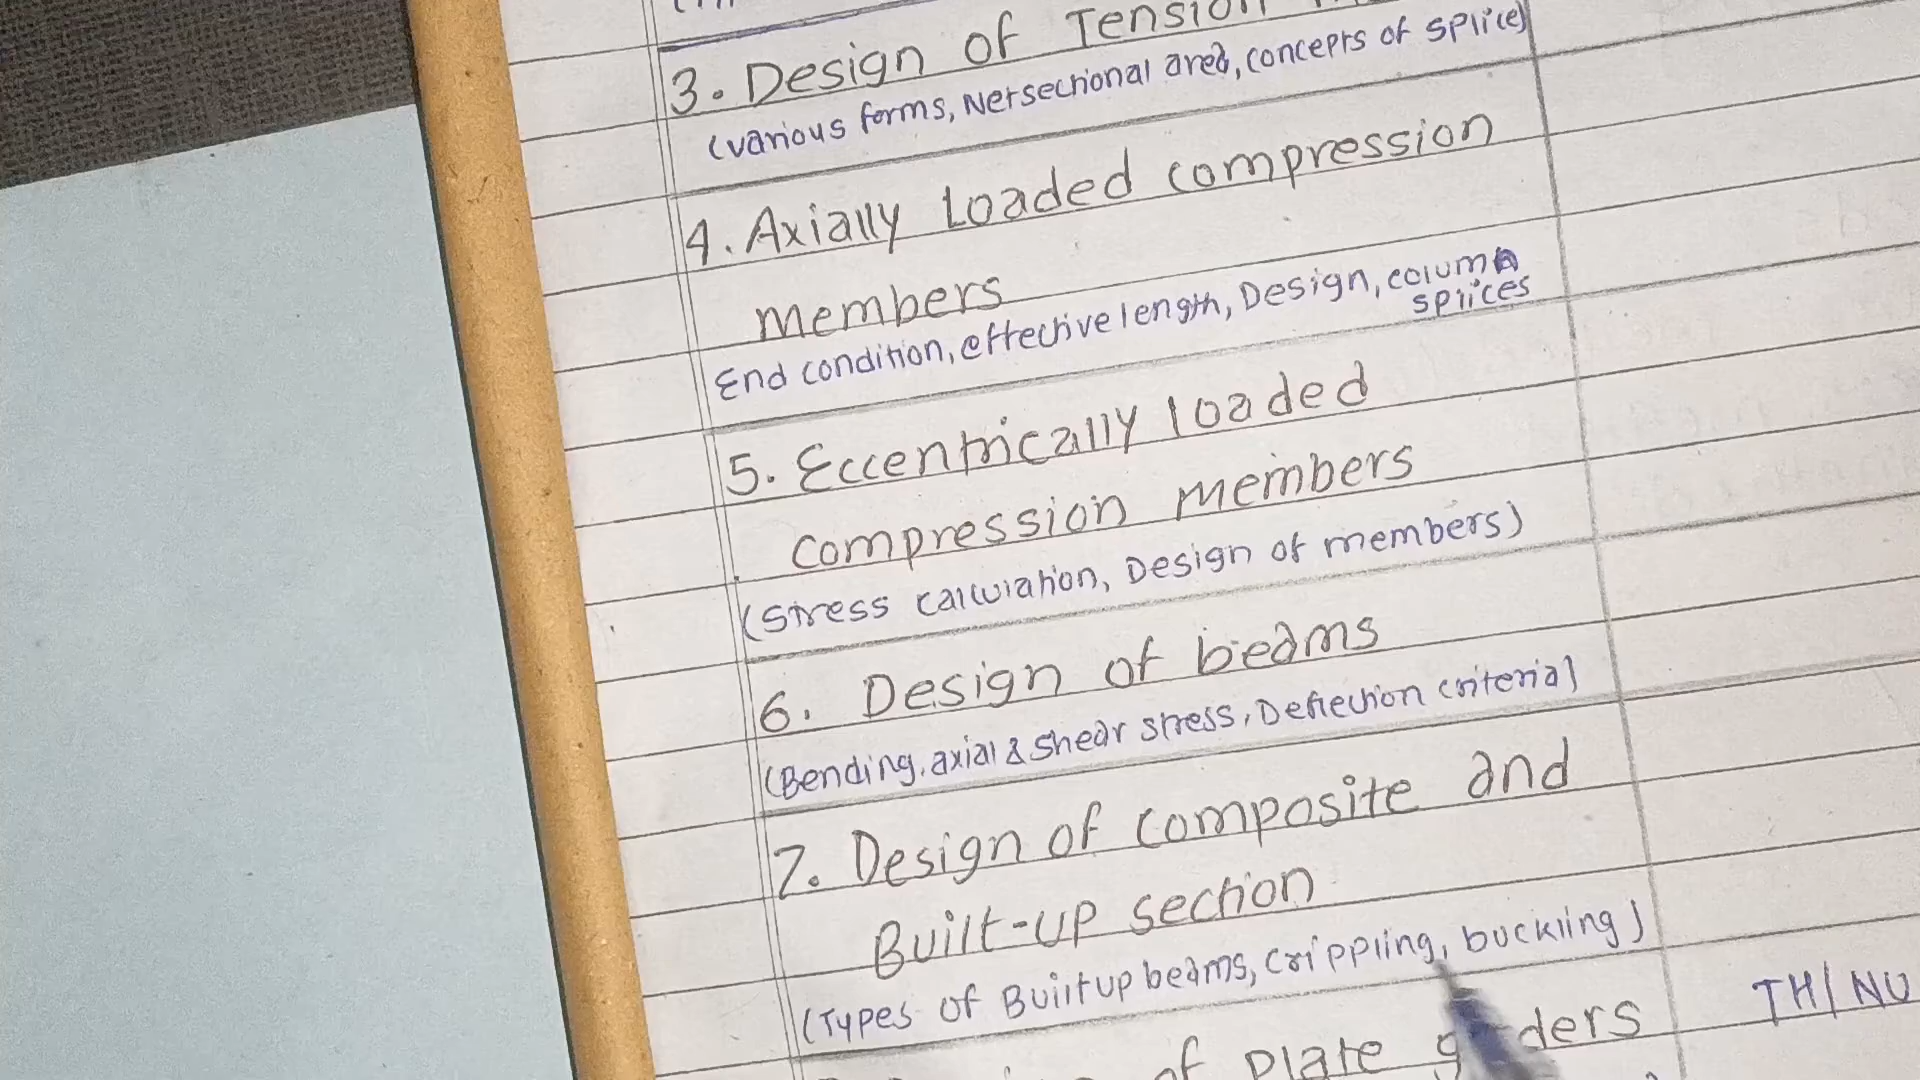 3. Design of Tension
(various forms, Netsectional area, concepts of splice)
4. Axially Loaded compression
members
End condition, effective length, Design, column
splices
5. Eccentrically loaded
compression members
(stress calculation, Design of members)
6. Design of beams
(Bending, axial & shear stress, Deflection criteria)
7. Design of composite and
Built-up section
(Types of Builtup beams, crippling, buckling)
of plate
TH/NU